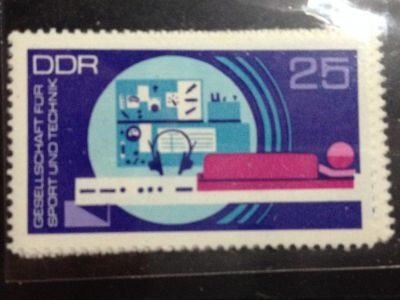 DDR
25
GESELLSCHAFT FÜR
SPORT UND TECHNIK